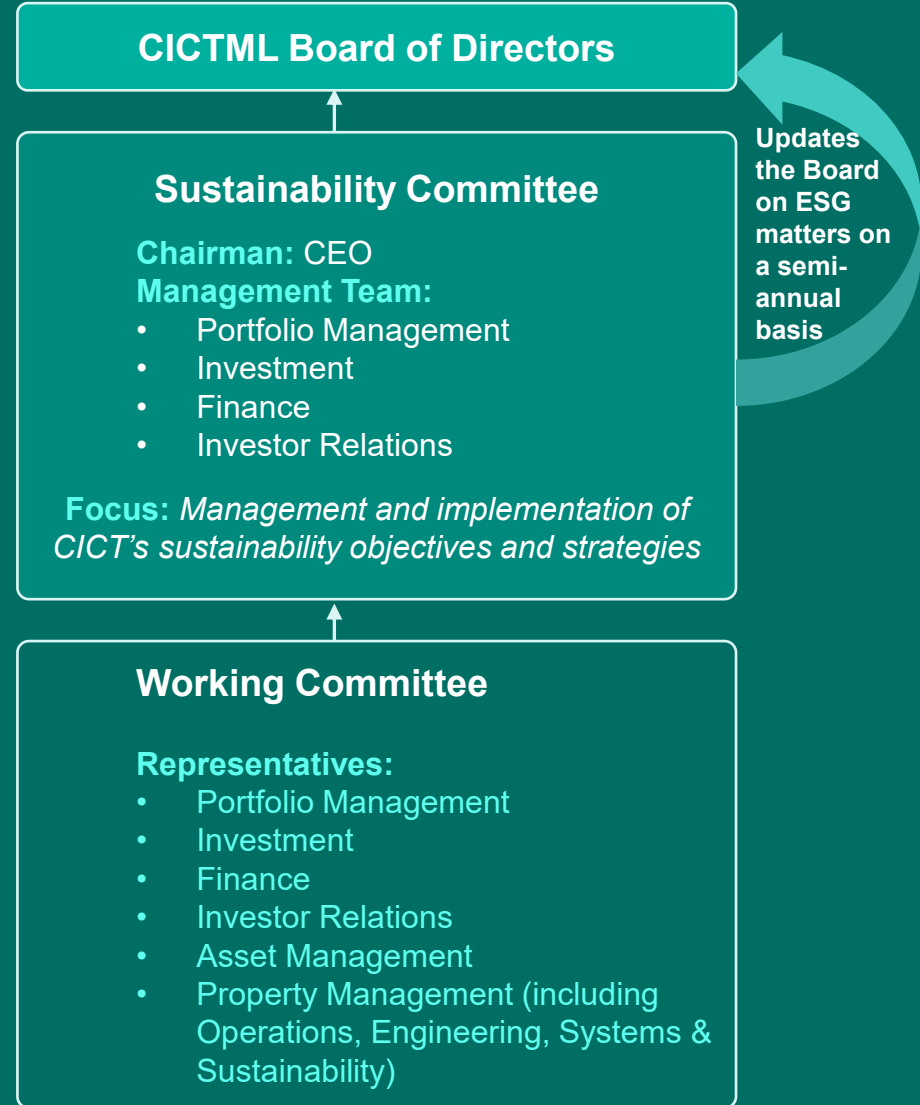 CICTML Board of Directors
Sustainability Committee
Chairman: CEO
Management Team:
• Portfolio Management
• Investment
• Finance
• Investor Relations
Focus: Management and implementation of
CICT's sustainability objectives and strategies
Updates
the Board
on ESG
matters on
a semi-
annual
basis
Working Committee
Representatives:
• Portfolio Management
• Investment
• Finance
• Investor Relations
• Asset Management
• Property Management (including
Operations, Engineering, Systems &
Sustainability)